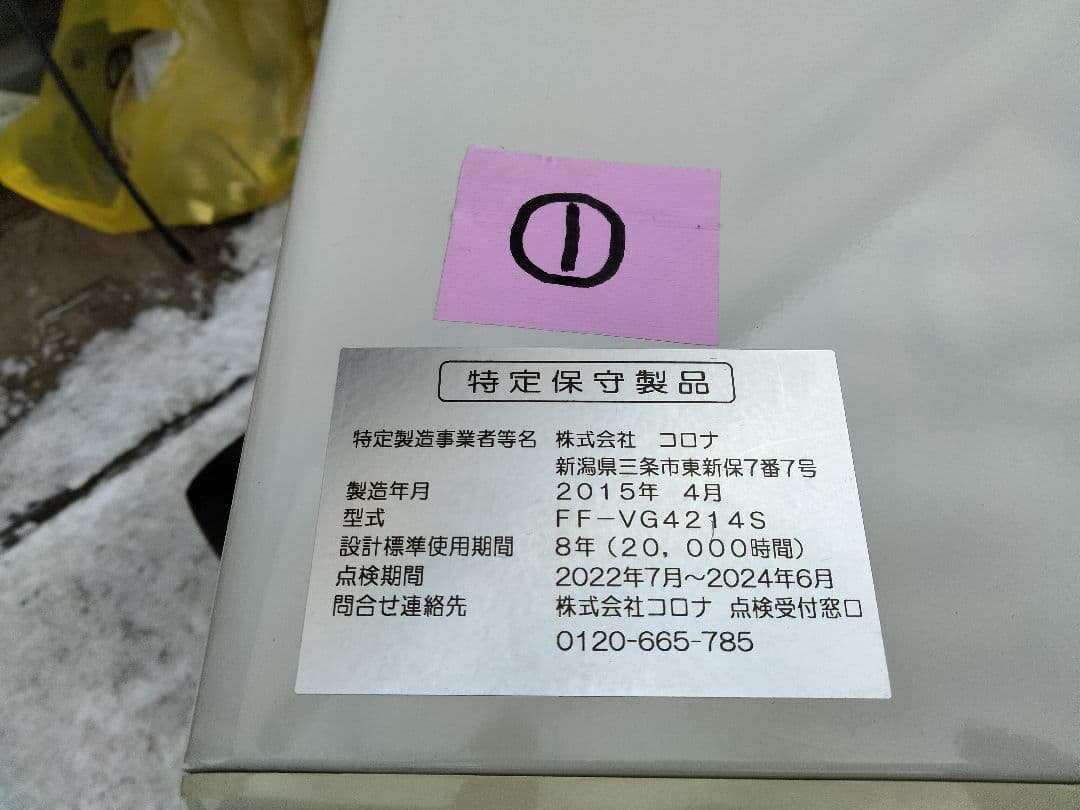 ①
特定保守製品
特定製造事業者等名 株式会社 コロナ
新潟県三条市東新保7番7号
製造年月 2015年 4月
型式 FF-VG4214S
設計標準使用期間 8年(20,000時間)
点検期間 2022年7月~2024年6月
問合せ連絡先 株式会社コロナ 点検受付窓口
0120-665-785